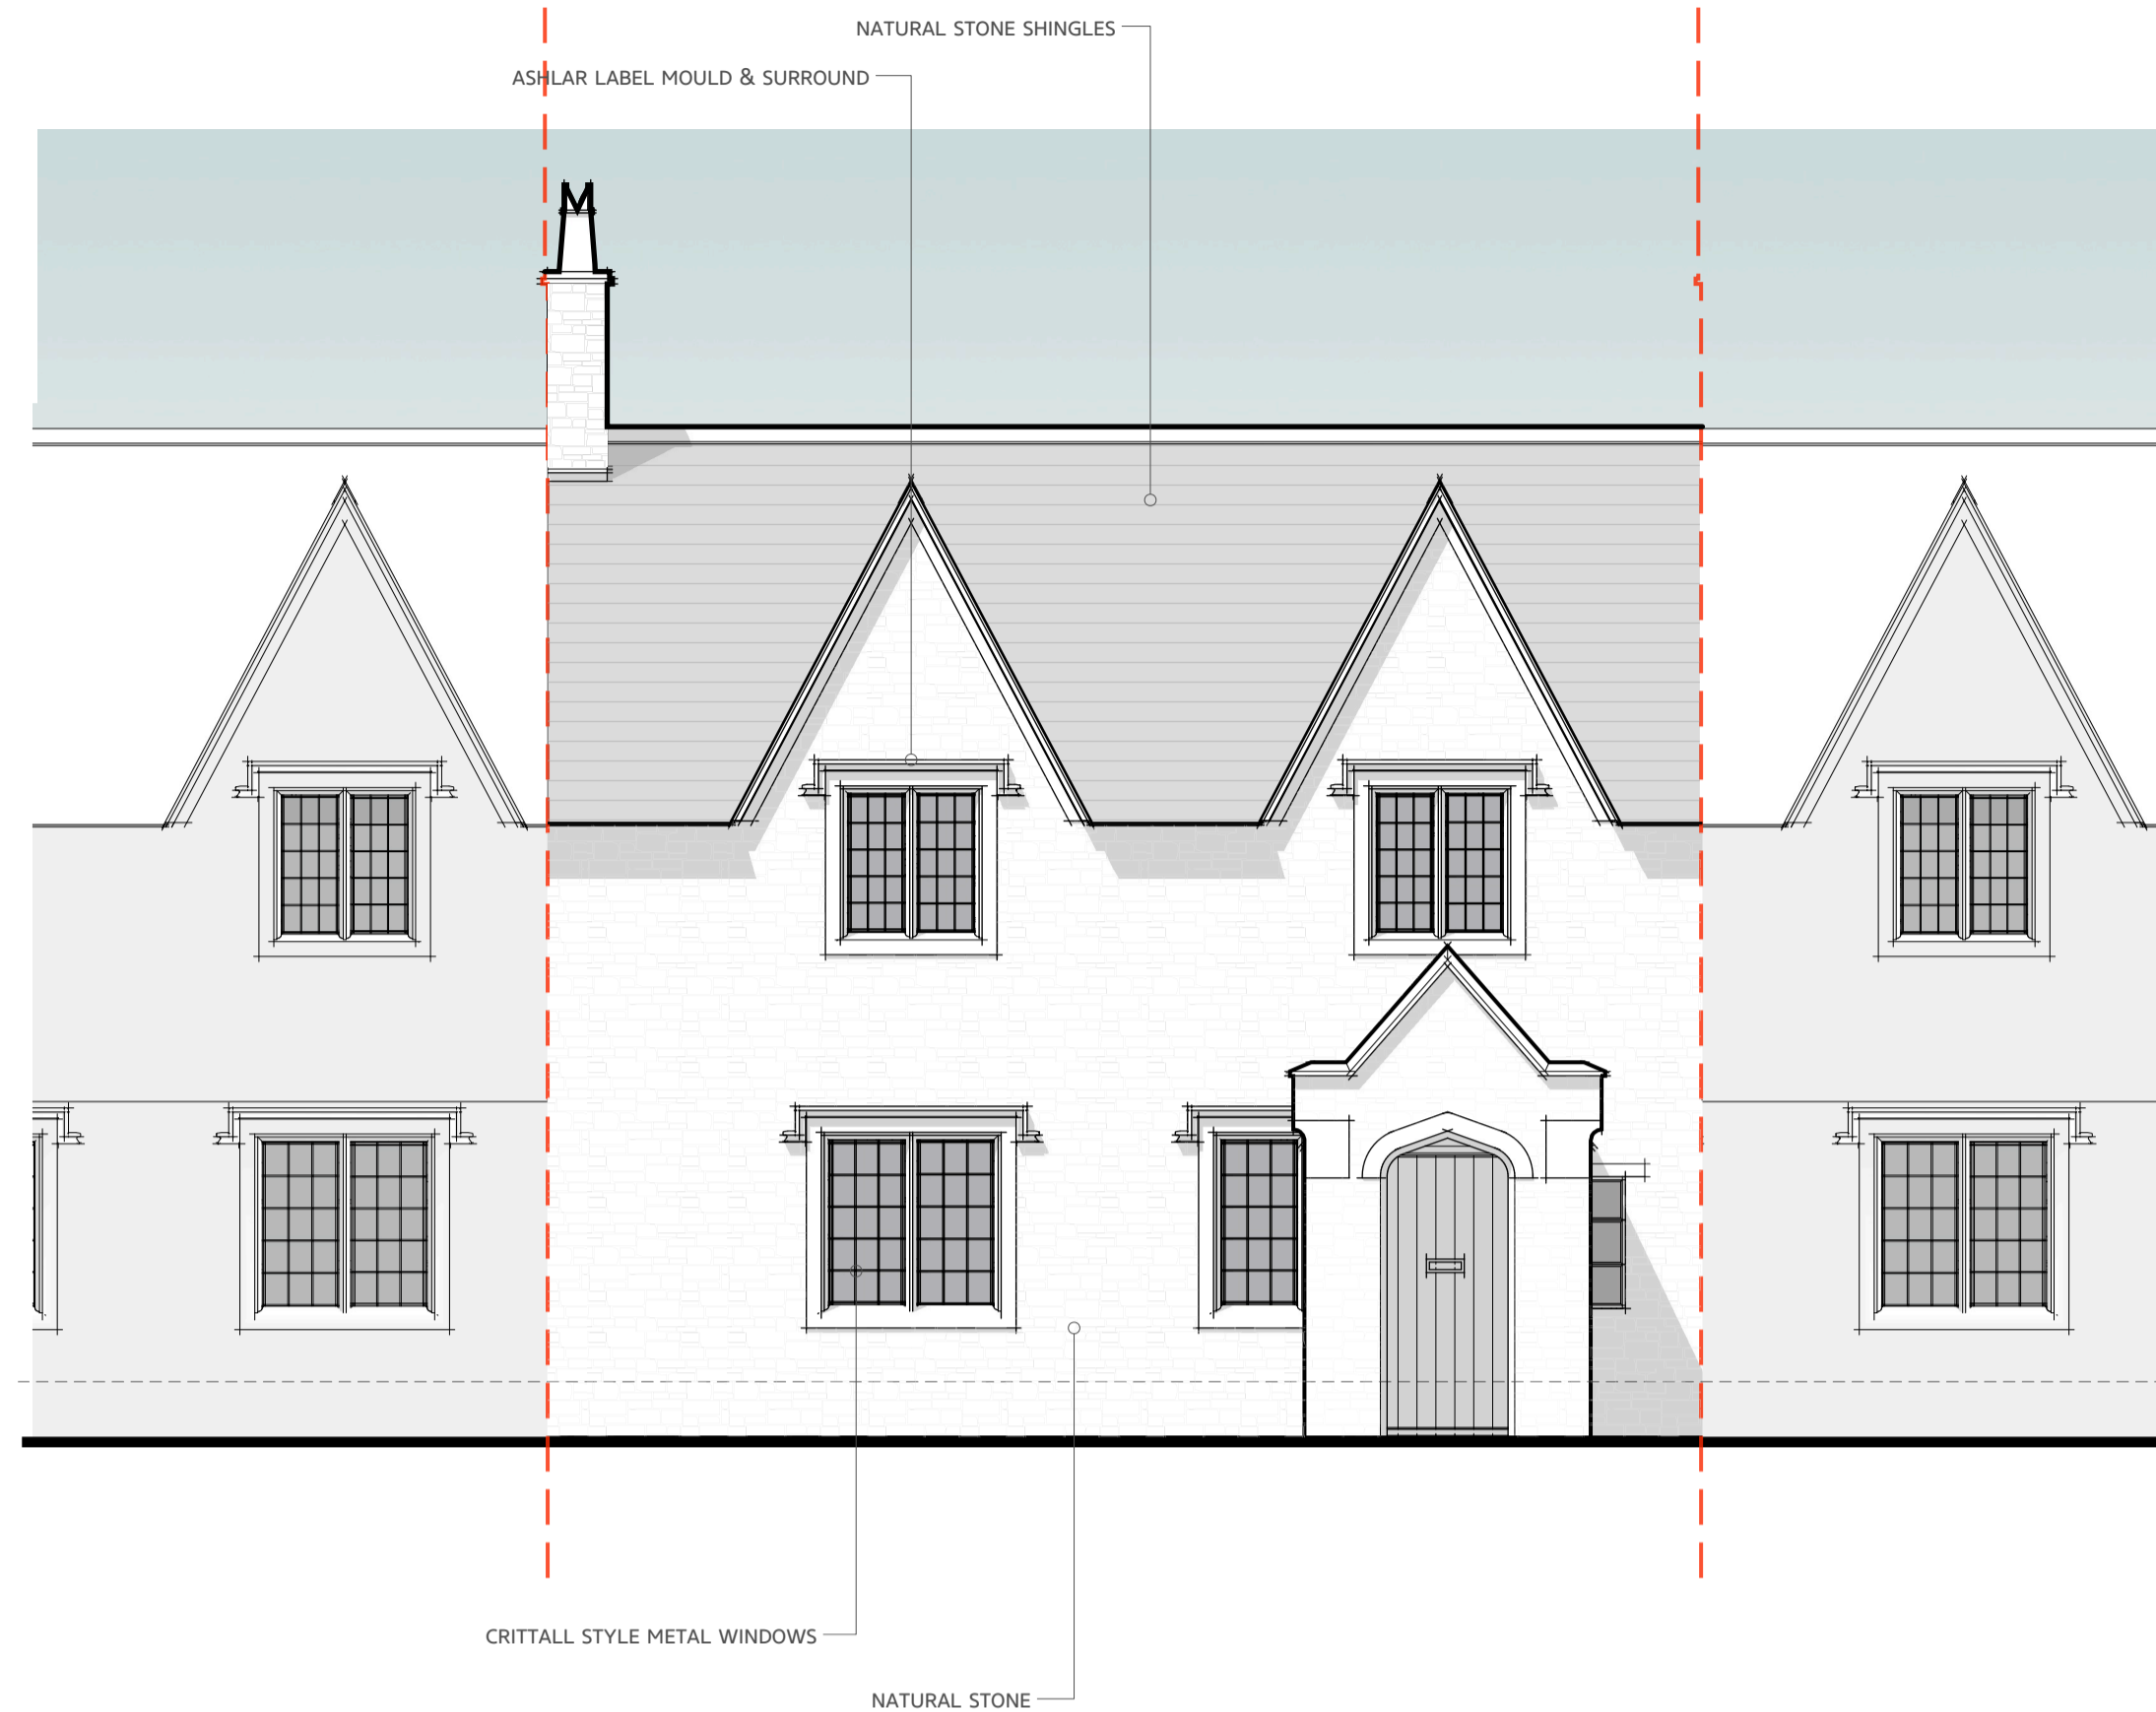 NATURAL STONE SHINGLES
ASHLAR LABEL MOULD & SURROUND
CRITTALL STYLE METAL WINDOWS
NATURAL STONE